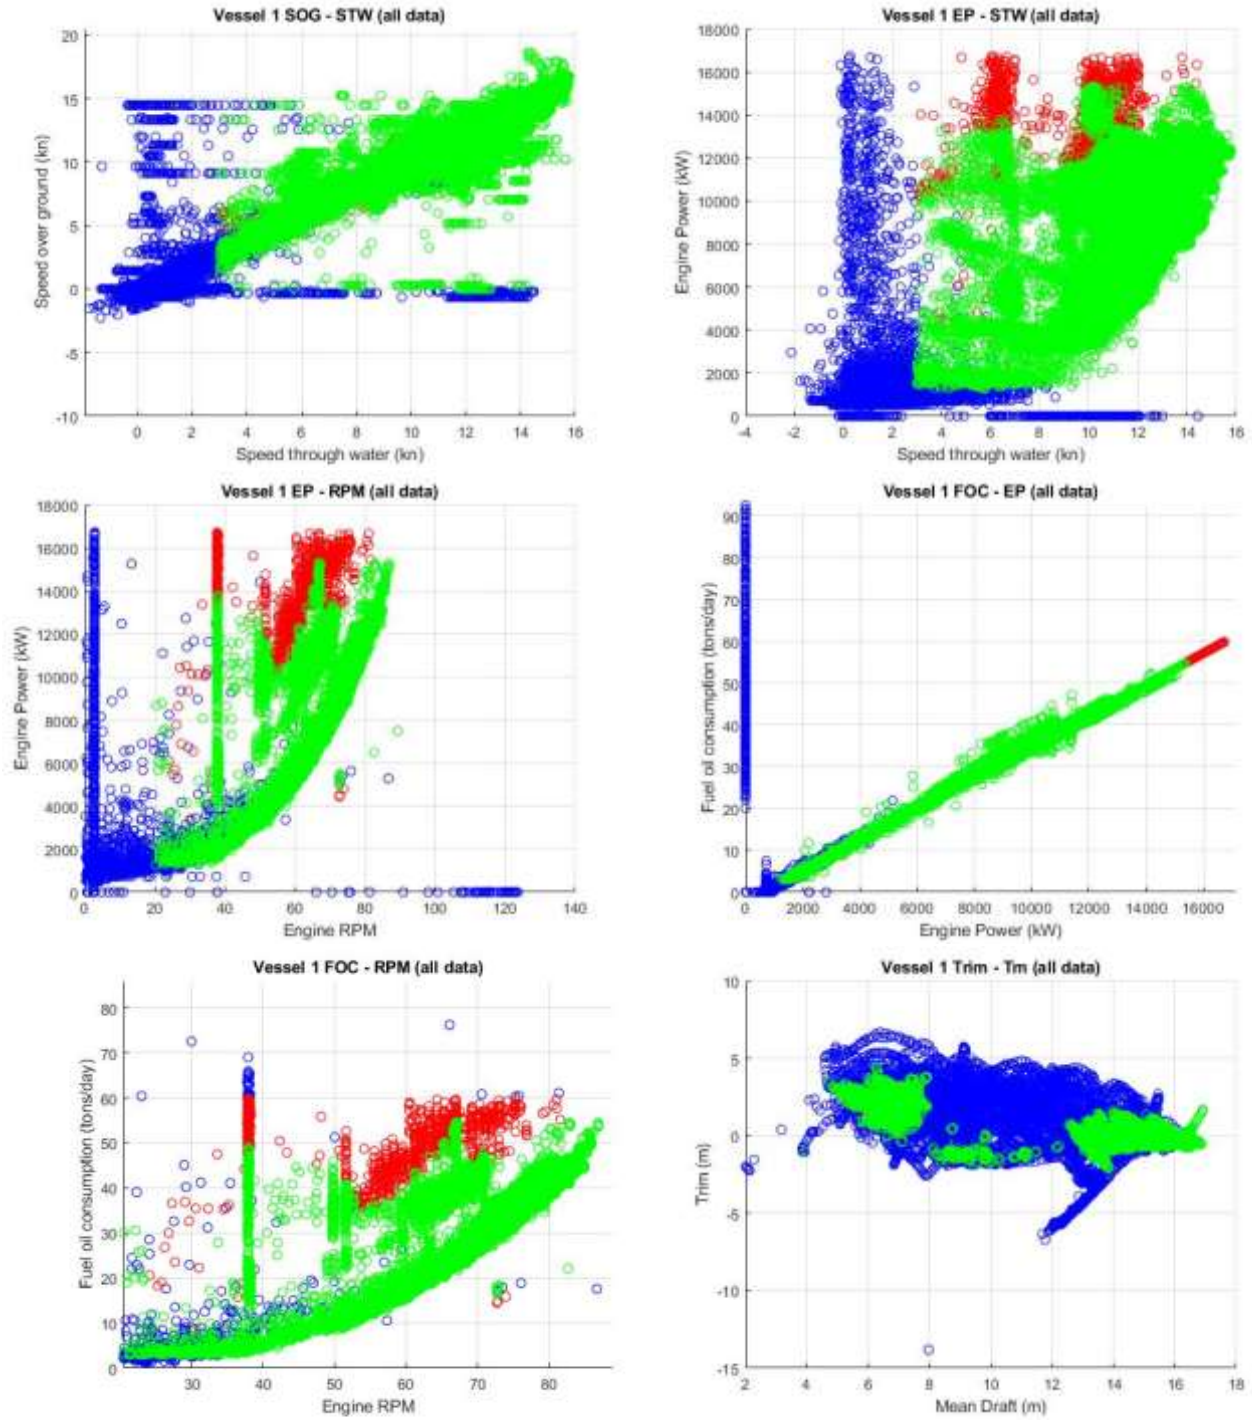 Vessel 1 SOG - STW (all data)
20
15
10
5
0
-5
-10
Speed over ground (kn)
0 2 4 6 8 10 12 14 16
Speed through water (kn)
Vessel 1 EP - STW (all data)
18000
16000
14000
12000
10000
8000
6000
4000
2000
0
Engine Power (kW)
-4 -2 0 2 4 6 8 10 12 14 16
Speed through water (kn)
Vessel 1 EP - RPM (all data)
18000
16000
14000
12000
10000
8000
6000
4000
2000
0
Engine Power (kW)
0 20 40 60 80 100 120 140
Engine RPM
Vessel 1 FOC - EP (all data)
90
80
70
60
50
40
30
20
10
0
Fuel oil consumption (tons/day)
2000 4000 6000 8000 10000 12000 14000 16000
Engine Power (kW)
Vessel 1 FOC - RPM (all data)
80
70
60
50
40
30
20
10
0
Fuel oil consumption (tons/day)
30 40 50 60 70 80
Engine RPM
Vessel 1 Trim - Tm (all data)
10
5
0
-5
-10
-15
Trim (m)
2 4 6 8 10 12 14 16 18
Mean Draft (m)